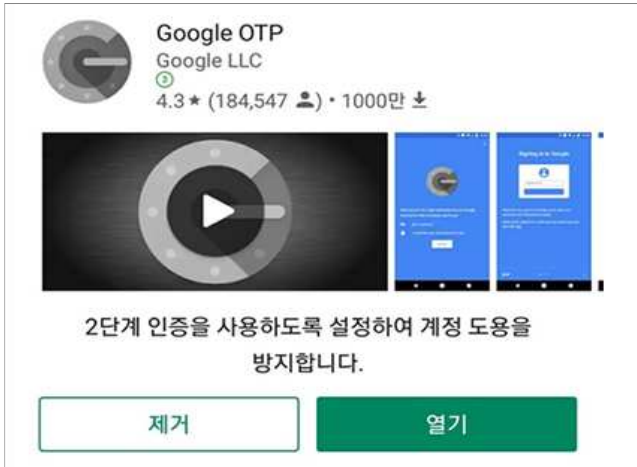 Google OTP
Google LLC
3
4.3★ (184,547 ) • 1000만
2단계 인증을 사용하도록 설정하여 계정 도용을
방지합니다.
제거
열기